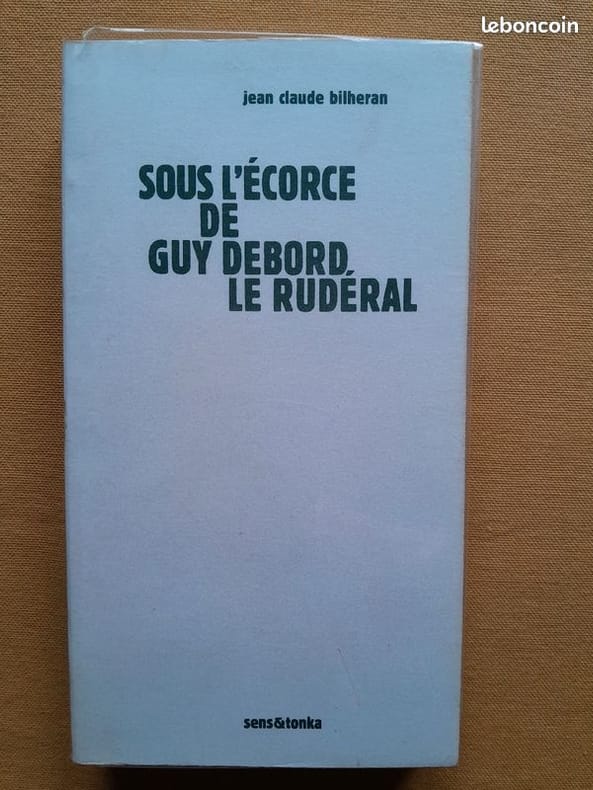 leboncoin
jean claude bilheran
SOUS L'ÉCORCE
DE
GUY DEBORD
LE RUDÉRAL
sens&tonka